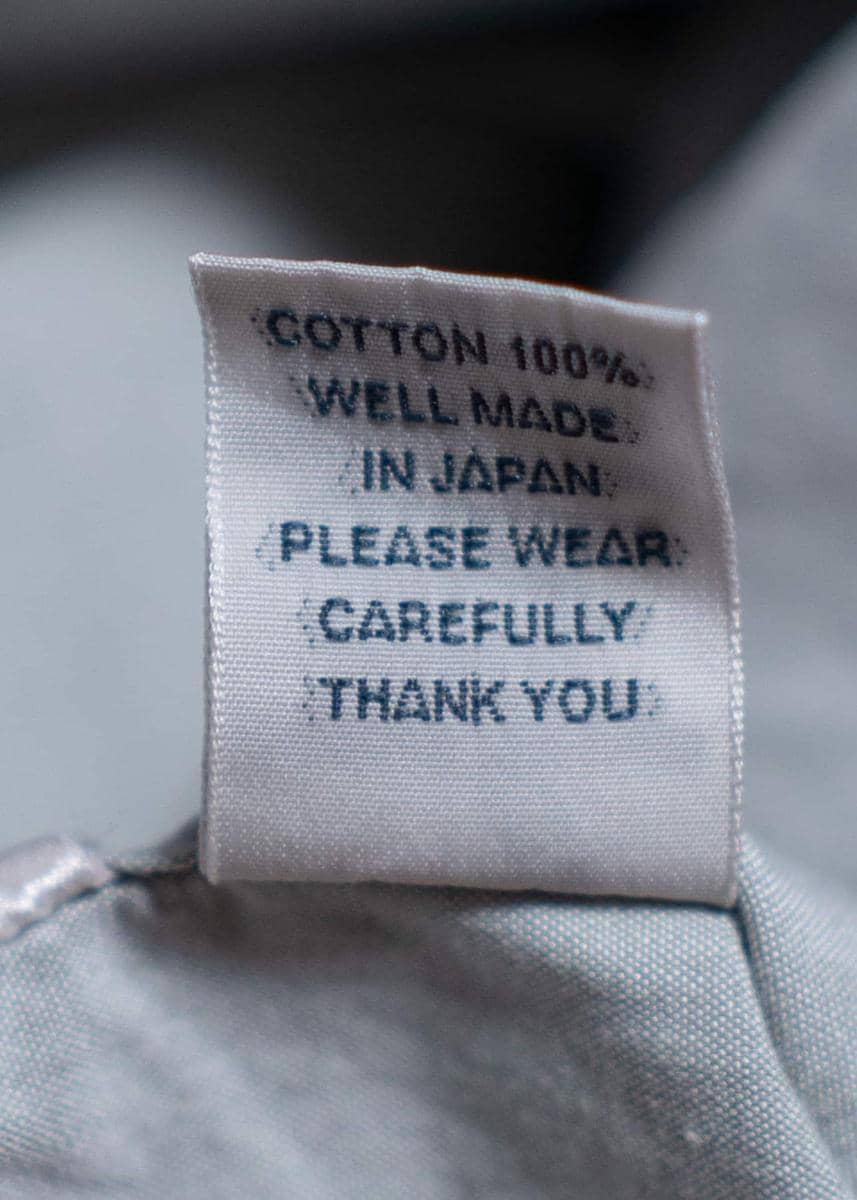 COTTON 100%
WELL MADE
IN JAPAN
PLEASE WEAR
CAREFULLY
THANK YOU